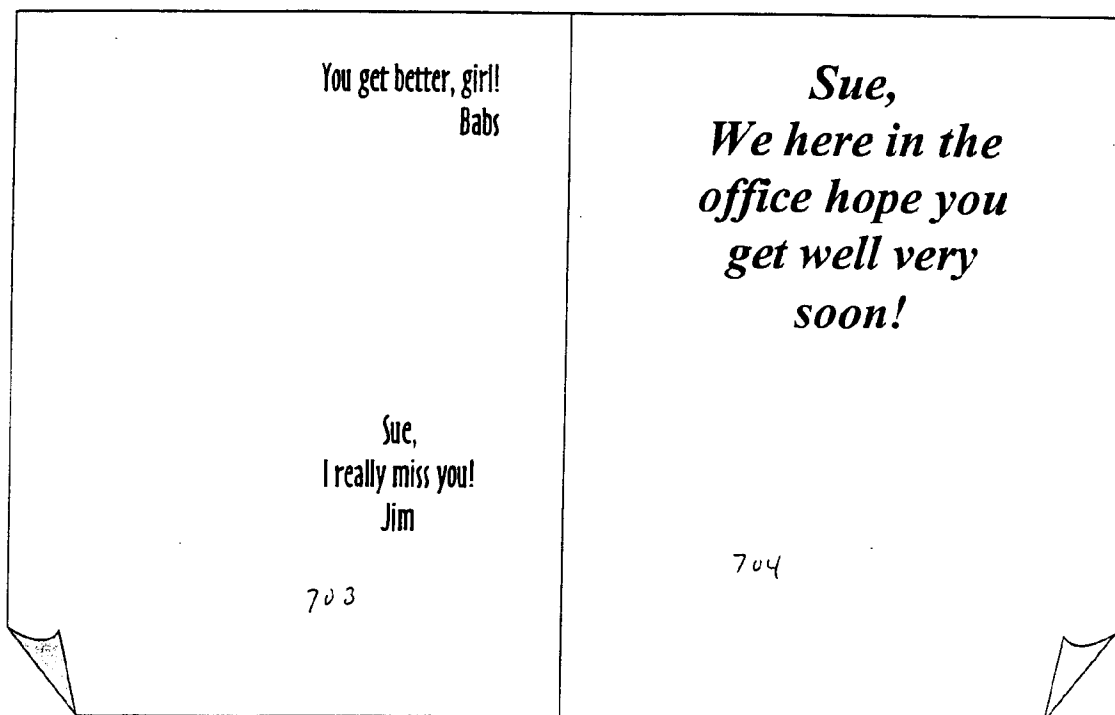 You get better, girl!
Babs
Sue,
I really miss you!
Jim
703
Sue,
We here in the
office hope you
get well very
soon!
704